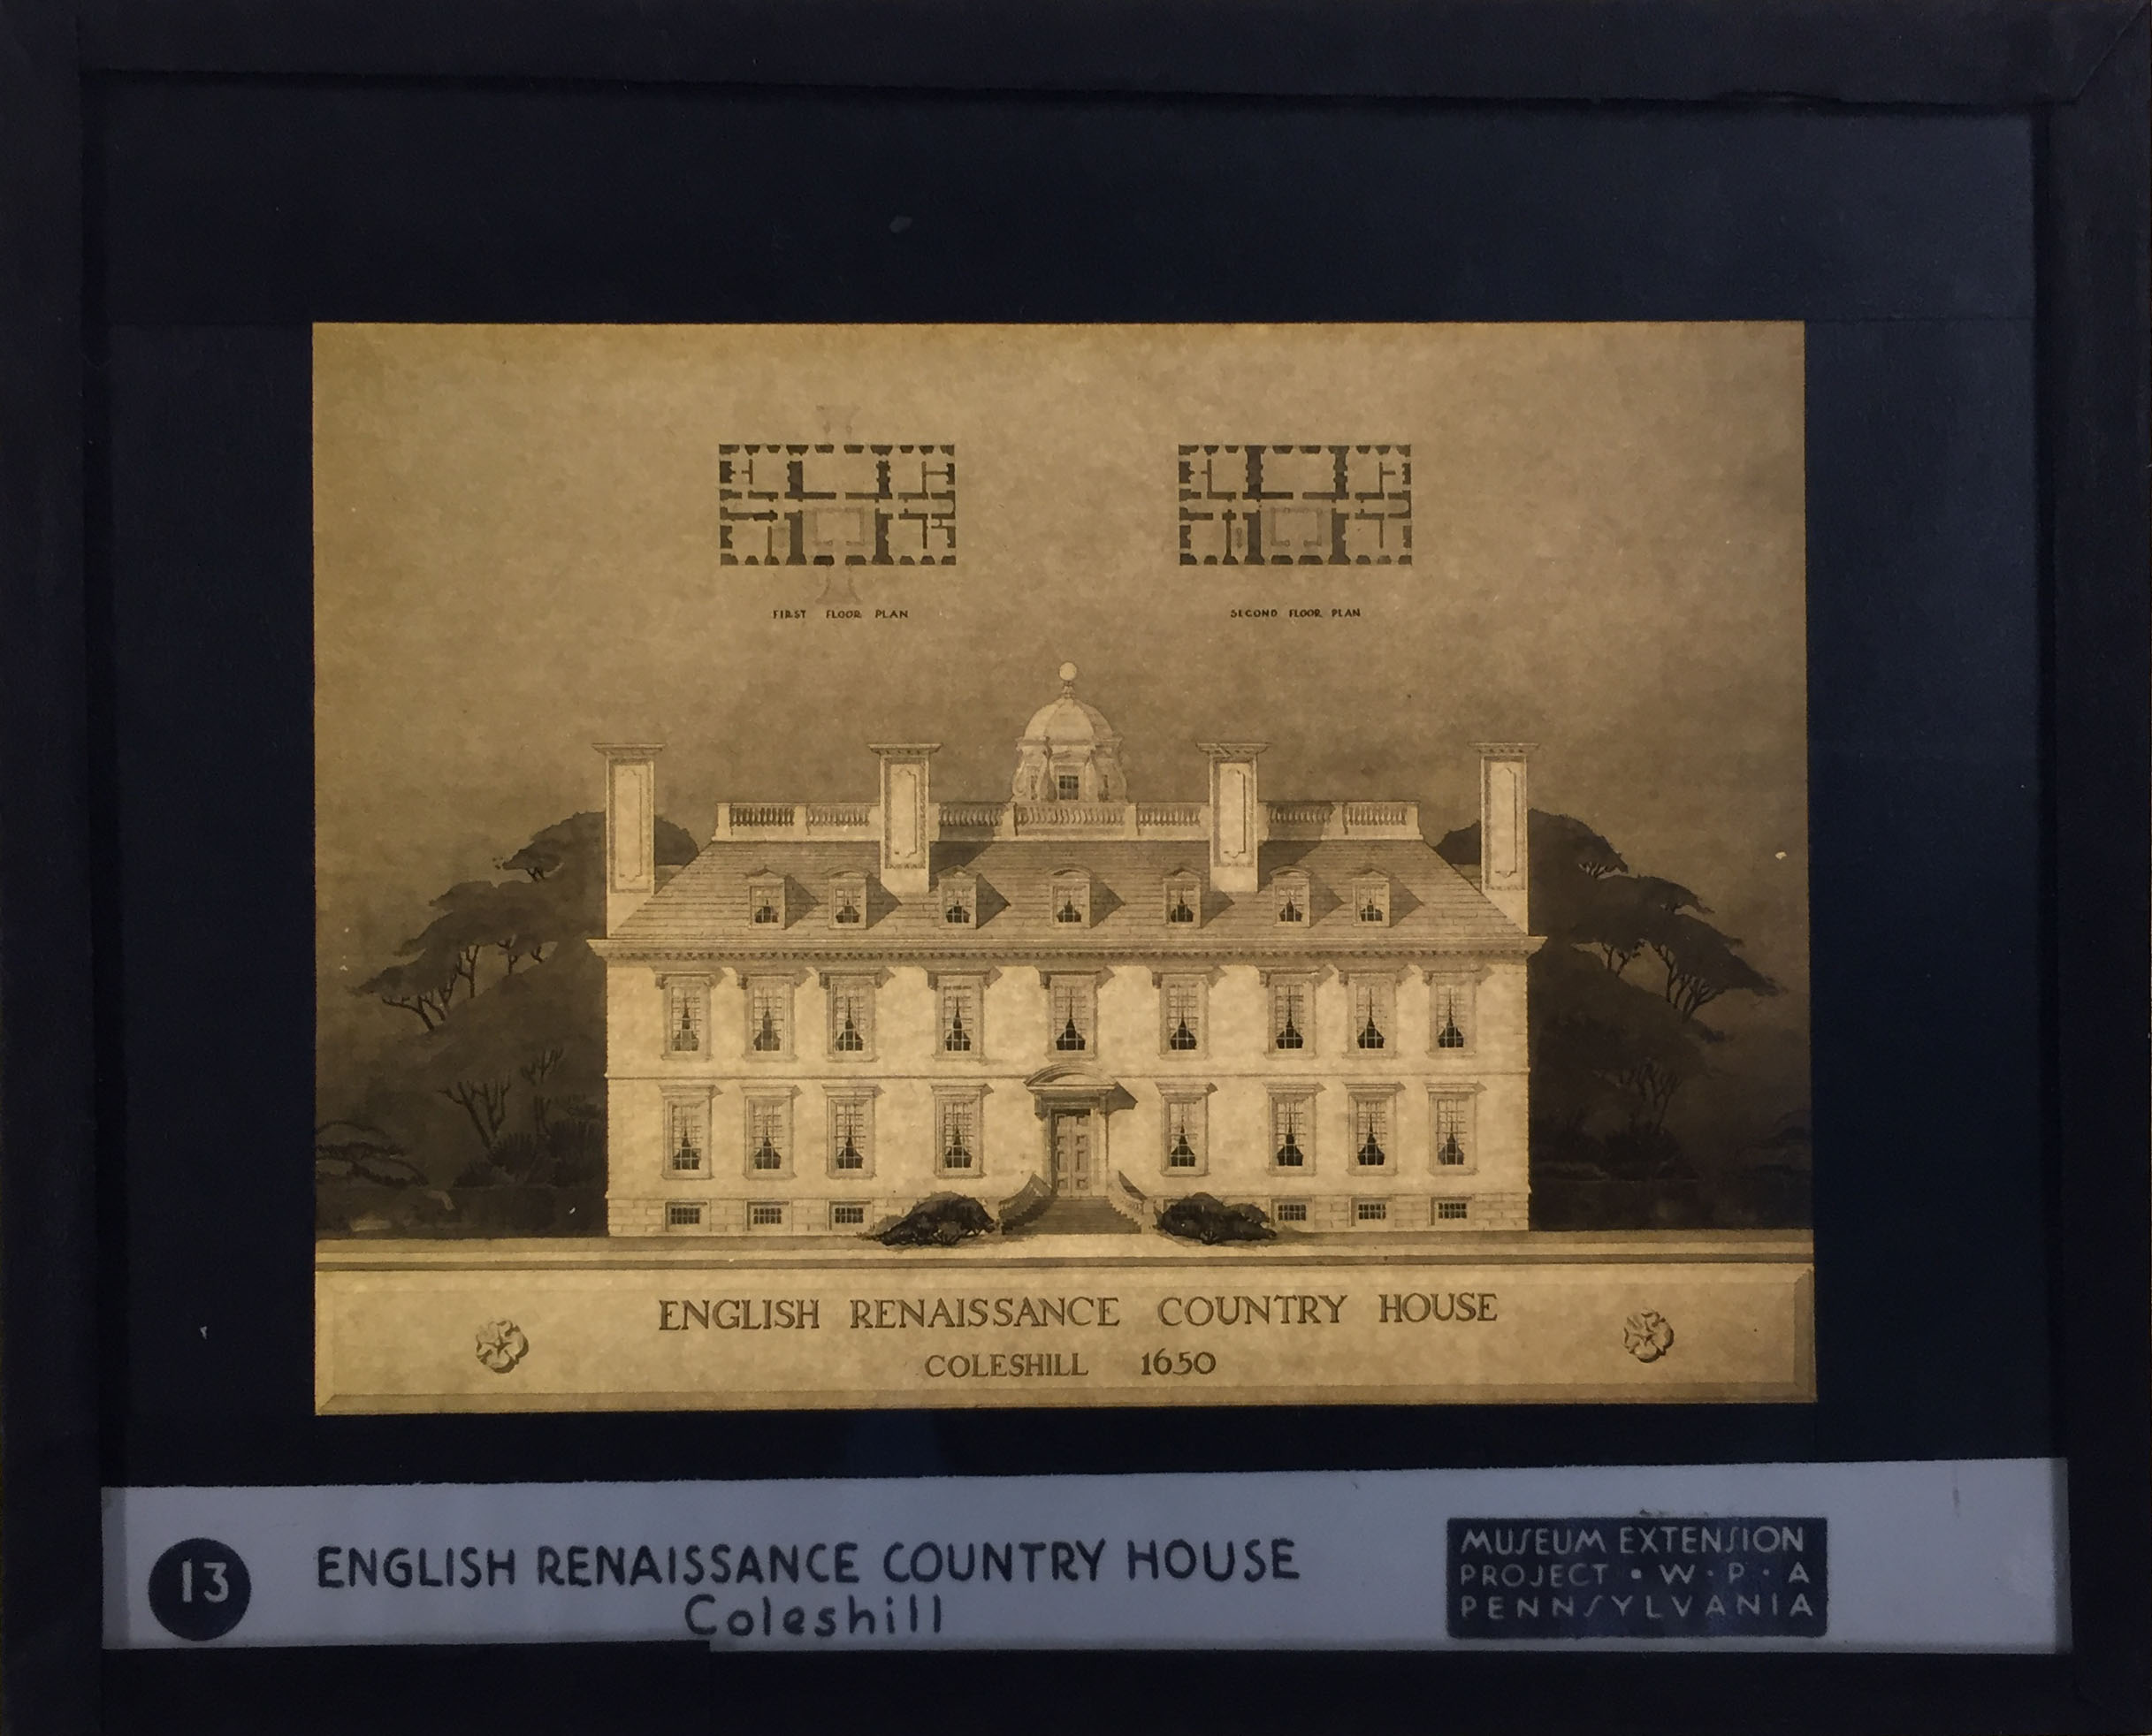 FIRST FLOOR PLAN
SECOND FLOOR PLAN
ENGLISH RENAISSANCE COUNTRY HOUSE
COLESHILL 1650
13
ENGLISH RENAISSANCE COUNTRY HOUSE
Coleshill
MUSEUM EXTENSION
PROJECT • W • P • A
PENNSYLVANIA